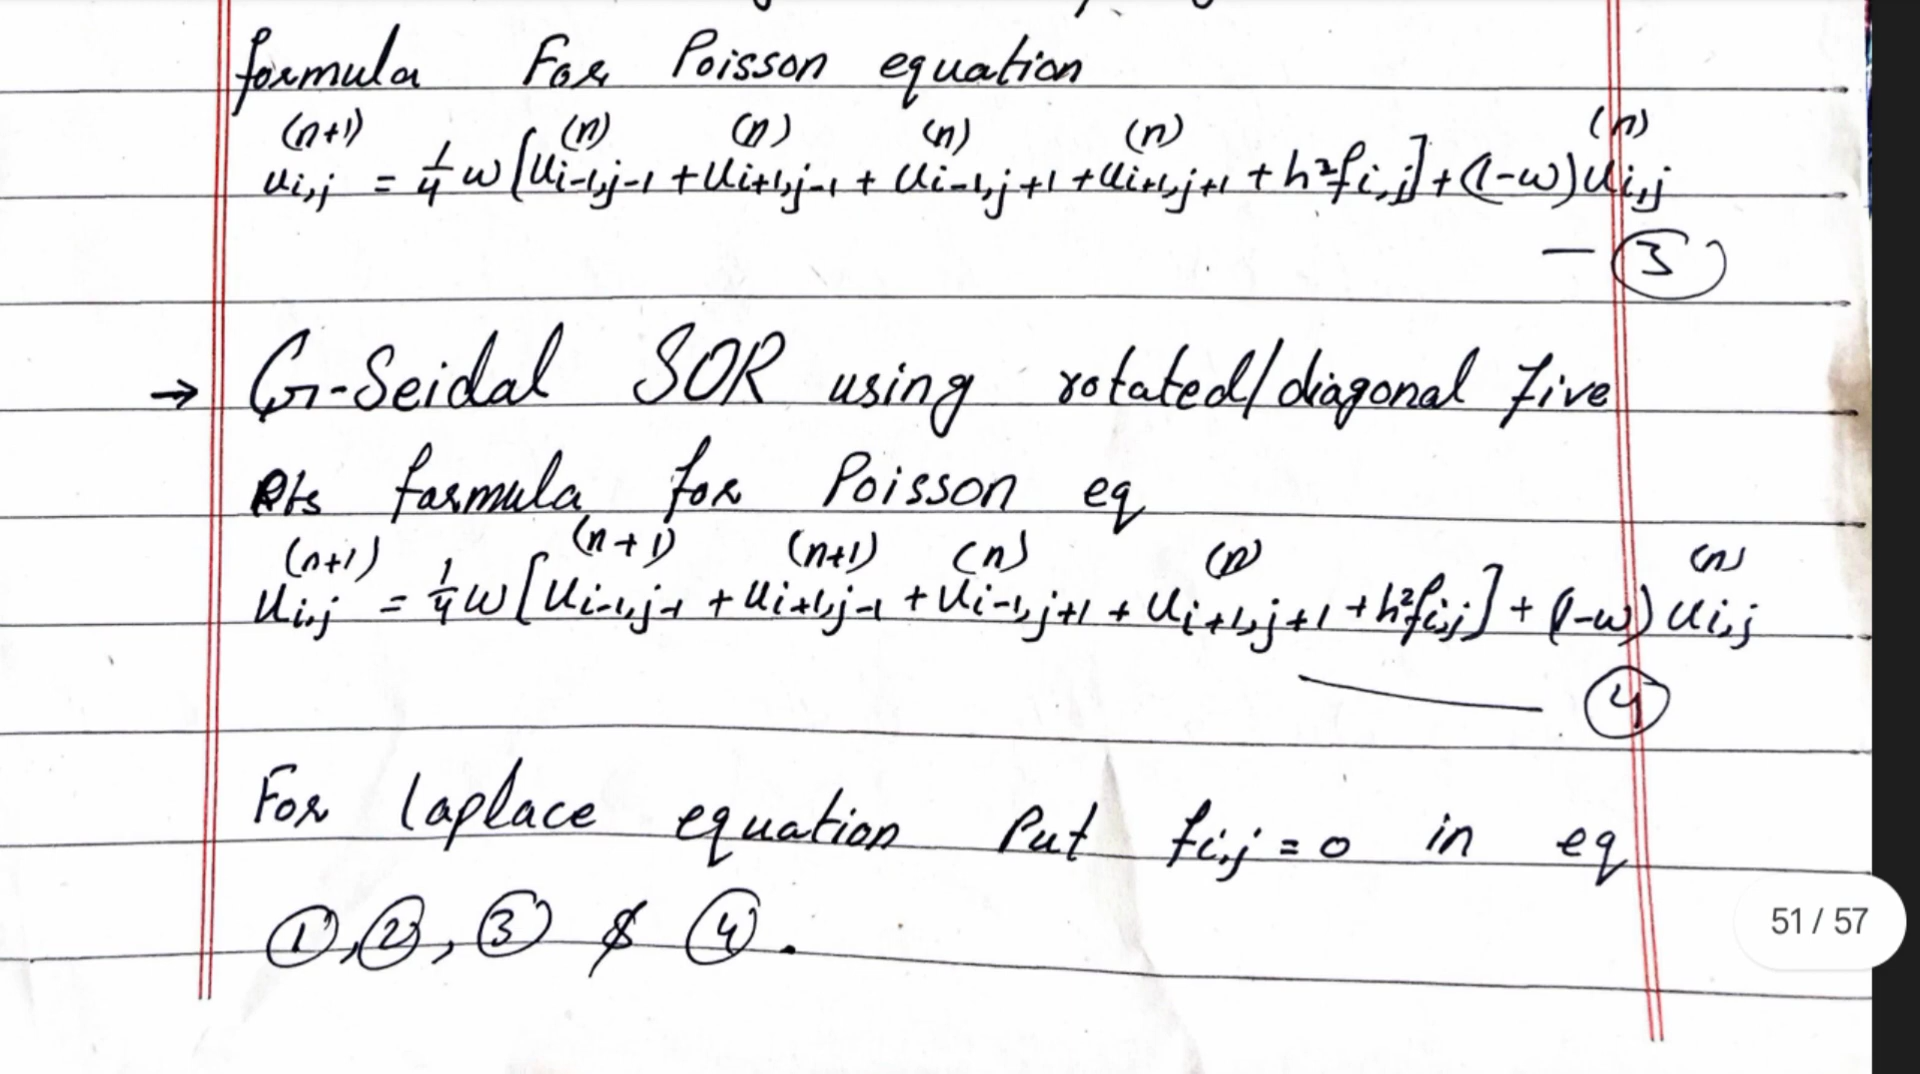 formula For Poisson equation
u_{i,j}^{(n+1)} = 1/4 ω [u_{i-1,j-1}^{(n)} + u_{i+1,j-1}^{(n)} + u_{i-1,j+1}^{(n)} + u_{i+1,j+1}^{(n)} + h²f_{i,j}] + (1-ω) u_{i,j}^{(n)}
— ③
→ G-Seidal SOR using rotated/diagonal five
Pts formula for Poisson eq
u_{i,j}^{(n+1)} = 1/4 ω [u_{i-1,j-1}^{(n+1)} + u_{i+1,j-1}^{(n+1)} + u_{i-1,j+1}^{(n)} + u_{i+1,j+1}^{(n)} + h²f_{i,j}] + (1-ω) u_{i,j}^{(n)}
— ④
For laplace equation Put f_{i,j} = 0 in eq
①, ②, ③ & ④.
51 / 57